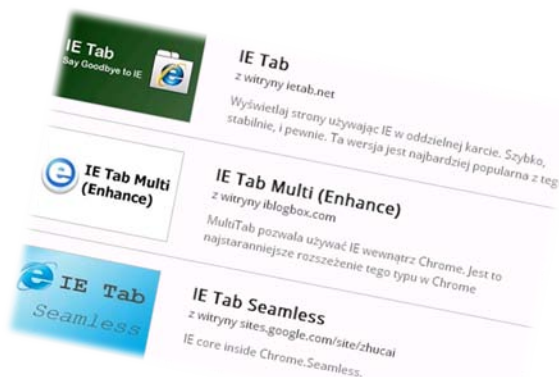 IE Tab
Say Goodbye to IE
IE Tab
z witryny ietab.net
Wyświetlaj strony używając IE w oddzielnej karcie. Szybko,
stabilnie, i pewnie. Ta wersja jest najbardziej popularna z teg
IE Tab Multi
(Enhance)
IE Tab Multi (Enhance)
z witryny iblogbox.com
MultiTab pozwala używać IE wewnątrz Chrome. Jest to
najstaranniejsze rozszeżenie tego typu w Chrome
IE Tab
Seamless
IE Tab Seamless
z witryny sites.google.com/site/zhucai
IE core inside Chrome.Seamless.